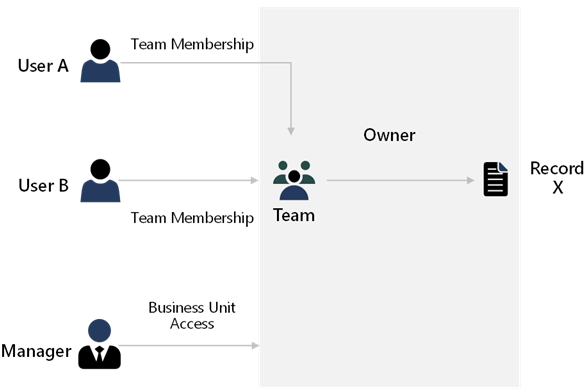 Team Membership
User A
Owner
Record
X
User B
Team
Team Membership
Business Unit
Access
Manager